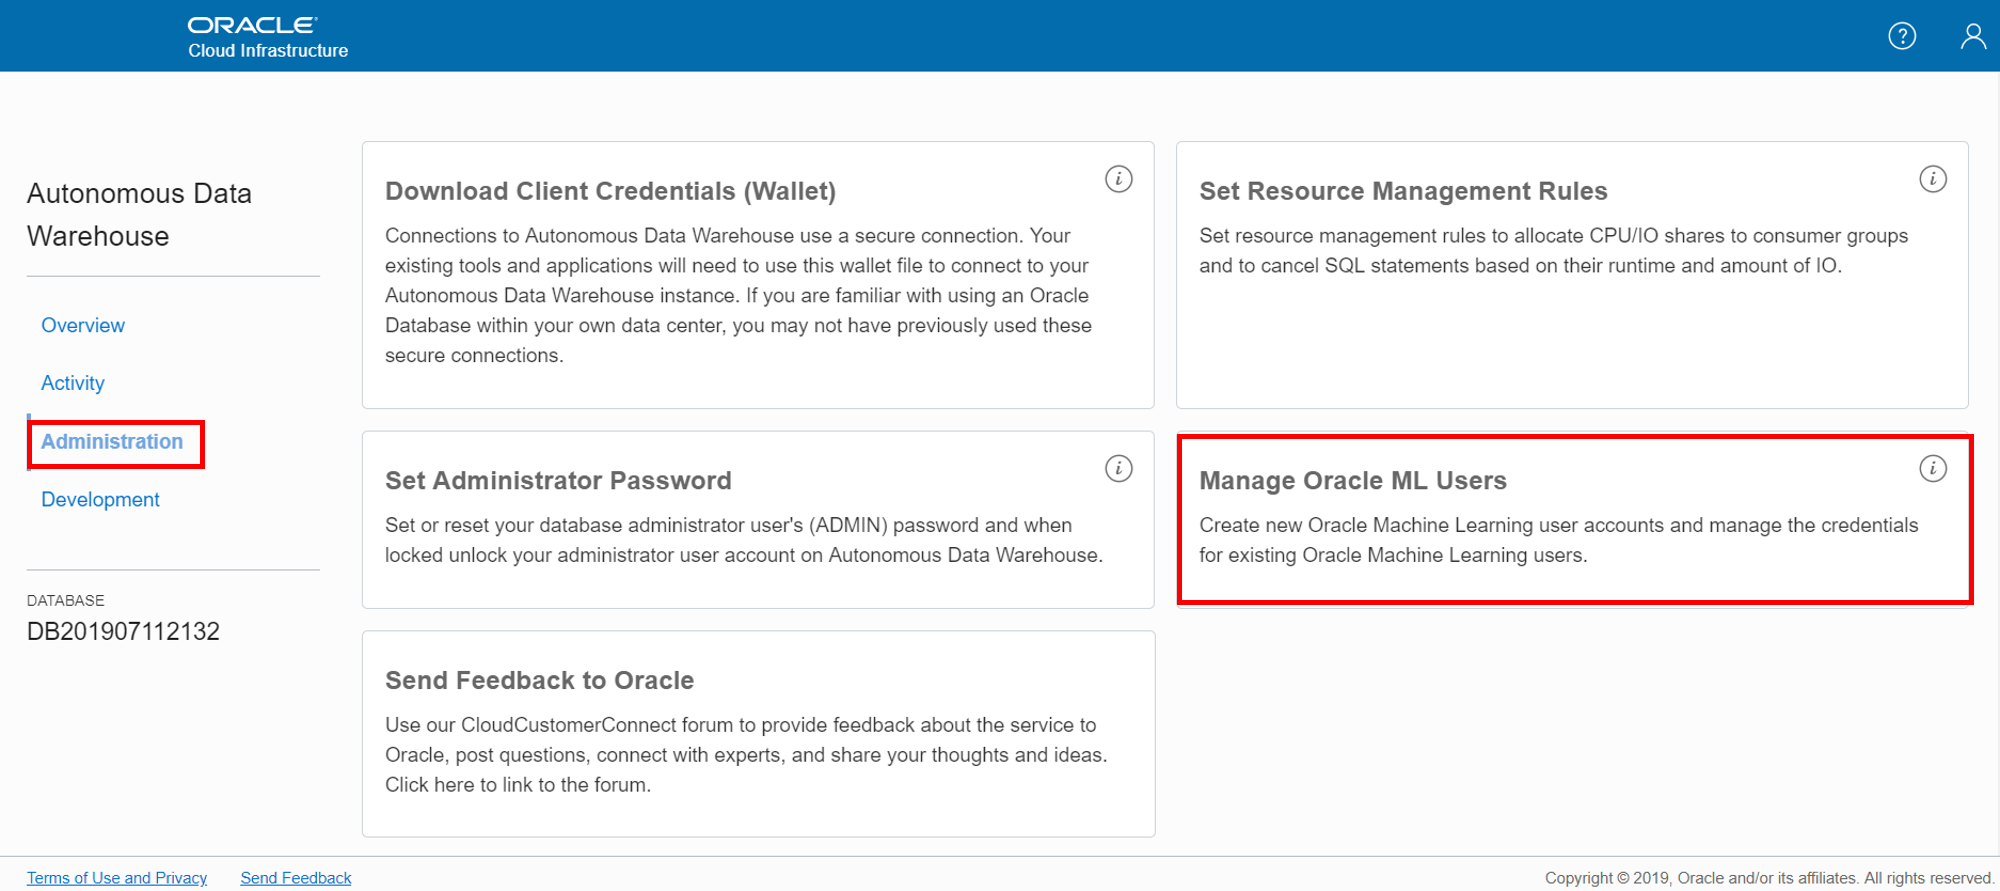 ORACLE
Cloud Infrastructure
?
Autonomous Data
Warehouse
Overview
Activity
Administration
Development
DATABASE
DB201907112132
Download Client Credentials (Wallet)
i
Connections to Autonomous Data Warehouse use a secure connection. Your
existing tools and applications will need to use this wallet file to connect to your
Autonomous Data Warehouse instance. If you are familiar with using an Oracle
Database within your own data center, you may not have previously used these
secure connections.
Set Resource Management Rules
i
Set resource management rules to allocate CPU/IO shares to consumer groups
and to cancel SQL statements based on their runtime and amount of IO.
Set Administrator Password
i
Set or reset your database administrator user's (ADMIN) password and when
locked unlock your administrator user account on Autonomous Data Warehouse.
Manage Oracle ML Users
i
Create new Oracle Machine Learning user accounts and manage the credentials
for existing Oracle Machine Learning users.
Send Feedback to Oracle
Use our CloudCustomerConnect forum to provide feedback about the service to
Oracle, post questions, connect with experts, and share your thoughts and ideas.
Click here to link to the forum.
Terms of Use and Privacy
Send Feedback
Copyright © 2019, Oracle and/or its affiliates. All rights reserved.